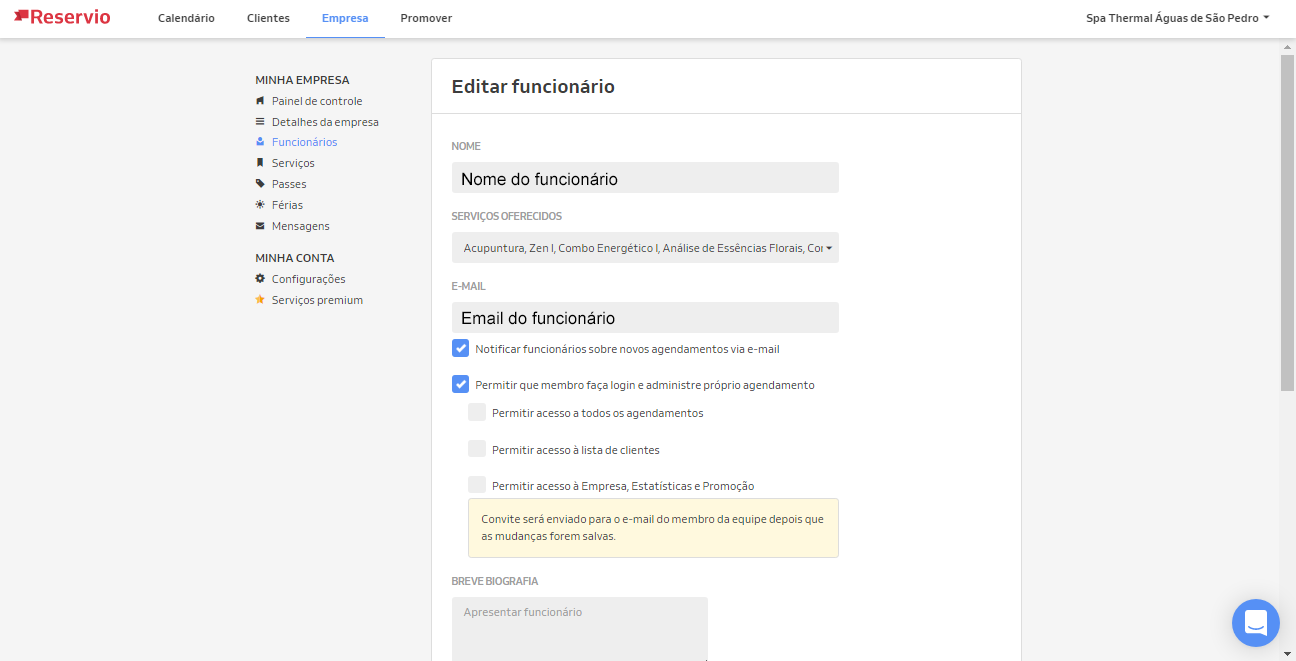 Reservio
Calendário
Clientes
Empresa
Promover
Spa Thermal Águas de São Pedro
MINHA EMPRESA
Painel de controle
Detalhes da empresa
Funcionários
Serviços
Passes
Férias
Mensagens
MINHA CONTA
Configurações
Serviços premium
Editar funcionário
NOME
Nome do funcionário
SERVIÇOS OFERECIDOS
Acupuntura, Zen I, Combo Energético I, Análise de Essências Florais, Cor
E-MAIL
Email do funcionário
Notificar funcionários sobre novos agendamentos via e-mail
Permitir que membro faça login e administre próprio agendamento
Permitir acesso a todos os agendamentos
Permitir acesso à lista de clientes
Permitir acesso à Empresa, Estatísticas e Promoção
Convite será enviado para o e-mail do membro da equipe depois que
as mudanças forem salvas.
BREVE BIOGRAFIA
Apresentar funcionário